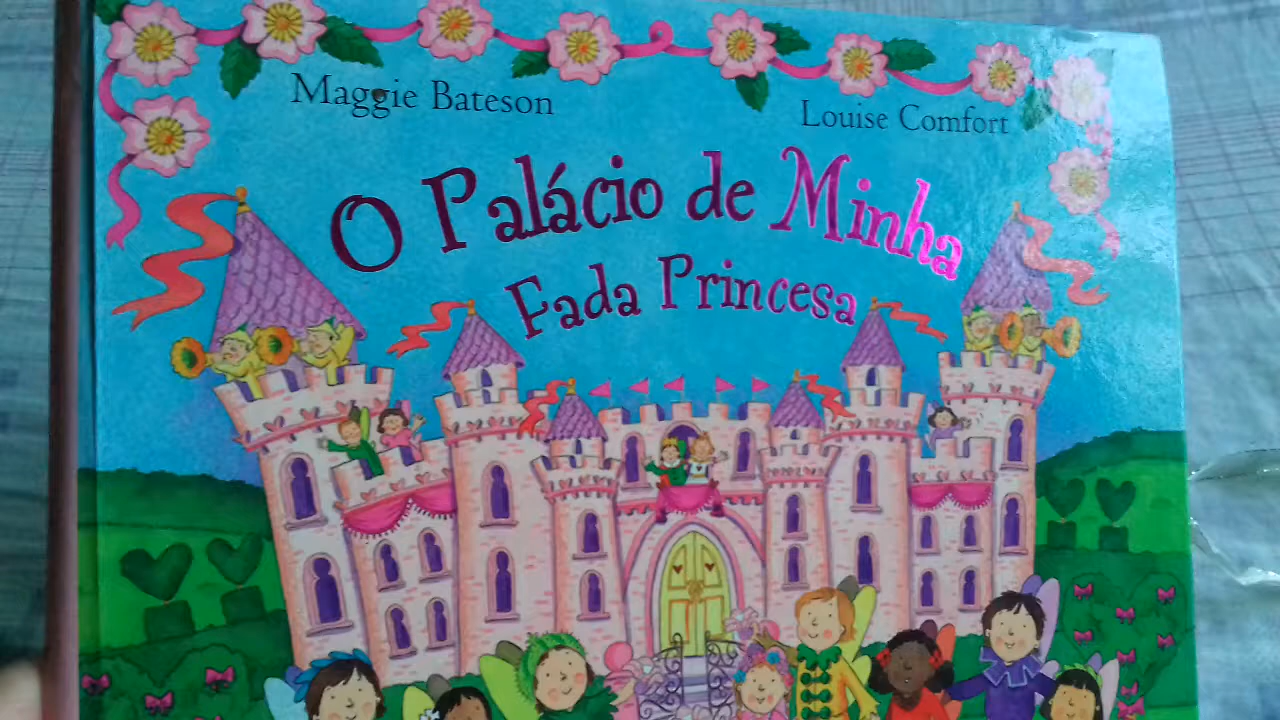 Maggie Bateson
Louise Comfort
O Palácio de Minha
Fada Princesa